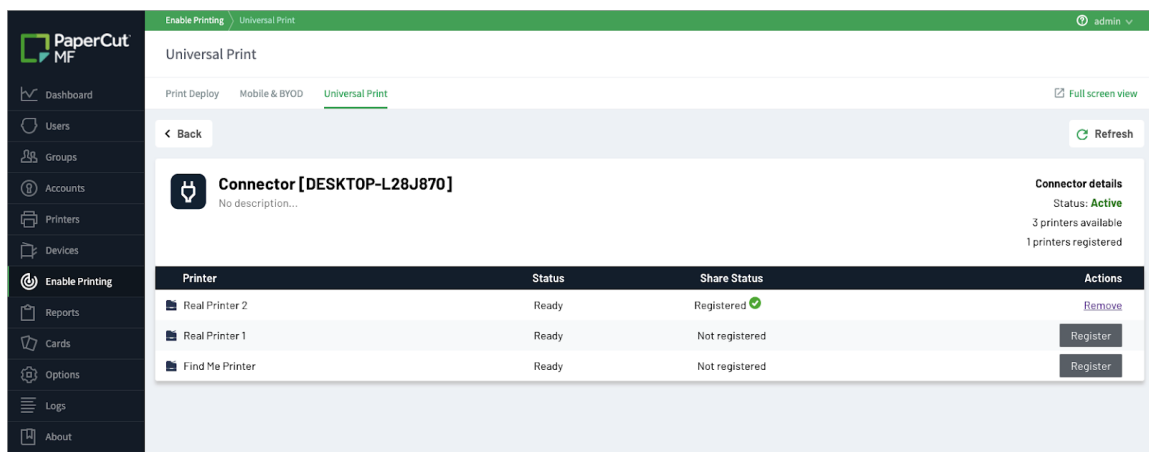 PaperCut
MF
Enable Printing Universal Print
admin
Universal Print
Print Deploy Mobile & BYOD Universal Print
Full screen view
Back
Refresh
Dashboard
Users
Groups
Accounts
Printers
Devices
Enable Printing
Reports
Cards
Options
Logs
About
Connector [DESKTOP-L28J870]
No description...
Connector details
Status: Active
3 printers available
1 printers registered
Printer Status Share Status Actions
Real Printer 2 Ready Registered Remove
Real Printer 1 Ready Not registered Register
Find Me Printer Ready Not registered Register